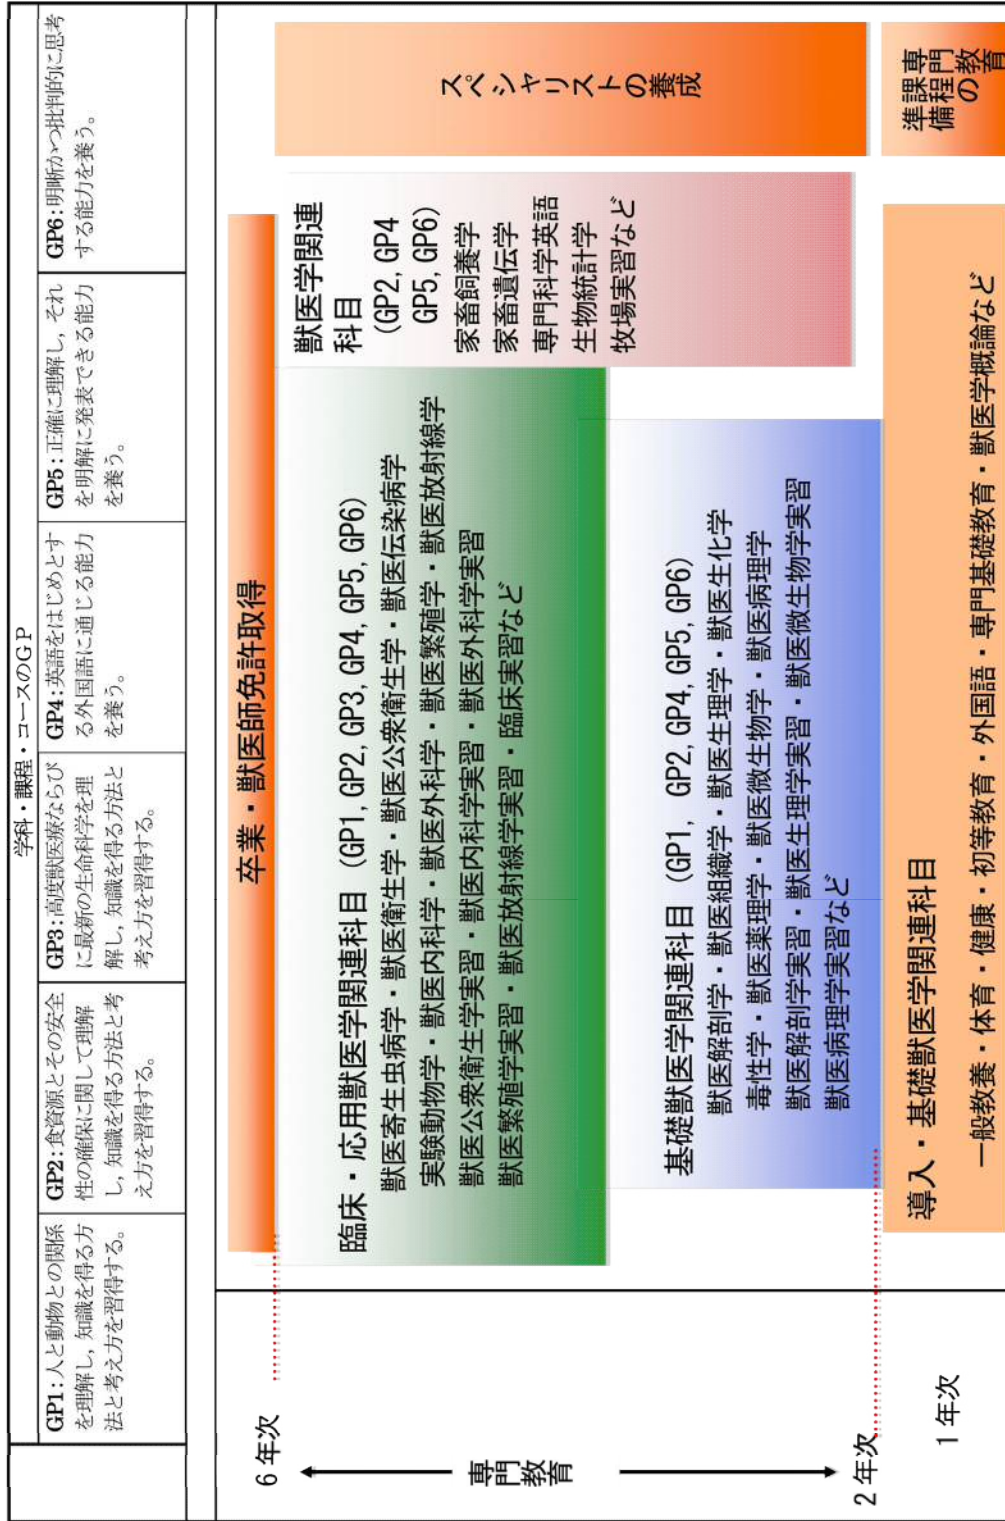 学科・課程・コースのGP
GP1:人と動物との関係
を理解し,知識を得る方
法と考え方を習得する。
GP2:食資源とその安全
性の確保に関して理解
し,知識を得る方法と考
え方を習得する。
GP3:高度獣医療ならび
に最新の生命科学を理
解し,知識を得る方法と
考え方を習得する。
GP4:英語をはじめとす
る外国語に通じる能力
を養う。
GP5:正確に理解し,それ
を明解に発表できる能力
を養う。
GP6:明晰かつ批判的に思考
する能力を養う。
6年次
専門
教育
2年次
1年次
卒業・獣医師免許取得
臨床・応用獣医学関連科目 (GP1, GP2, GP3, GP4, GP5, GP6)
獣医寄生虫病学・獣医衛生学・獣医公衆衛生学・獣医伝染病学
実験動物学・獣医内科学・獣医外科学・獣医繁殖学・獣医放射線学
獣医公衆衛生学実習・獣医内科学実習・獣医外科学実習
獣医繁殖学実習・獣医放射線学実習・臨床実習など
獣医学関連
科目
(GP2, GP4
GP5, GP6)
家畜飼養学
家畜遺伝学
専門科学英語
生物統計学
牧場実習など
基礎獣医学関連科目 (GP1, GP2, GP4, GP5, GP6)
獣医解剖学・獣医組織学・獣医生理学・獣医生化学
毒性学・獣医薬理学・獣医微生物学・獣医病理学
獣医解剖学実習・獣医生理学実習・獣医微生物学実習
獣医病理学実習など
導入・基礎獣医学関連科目
一般教養・体育・健康・初等教育・外国語・専門基礎教育・獣医学概論など
スペシャリストの養成
準課専
備程門
の教
育